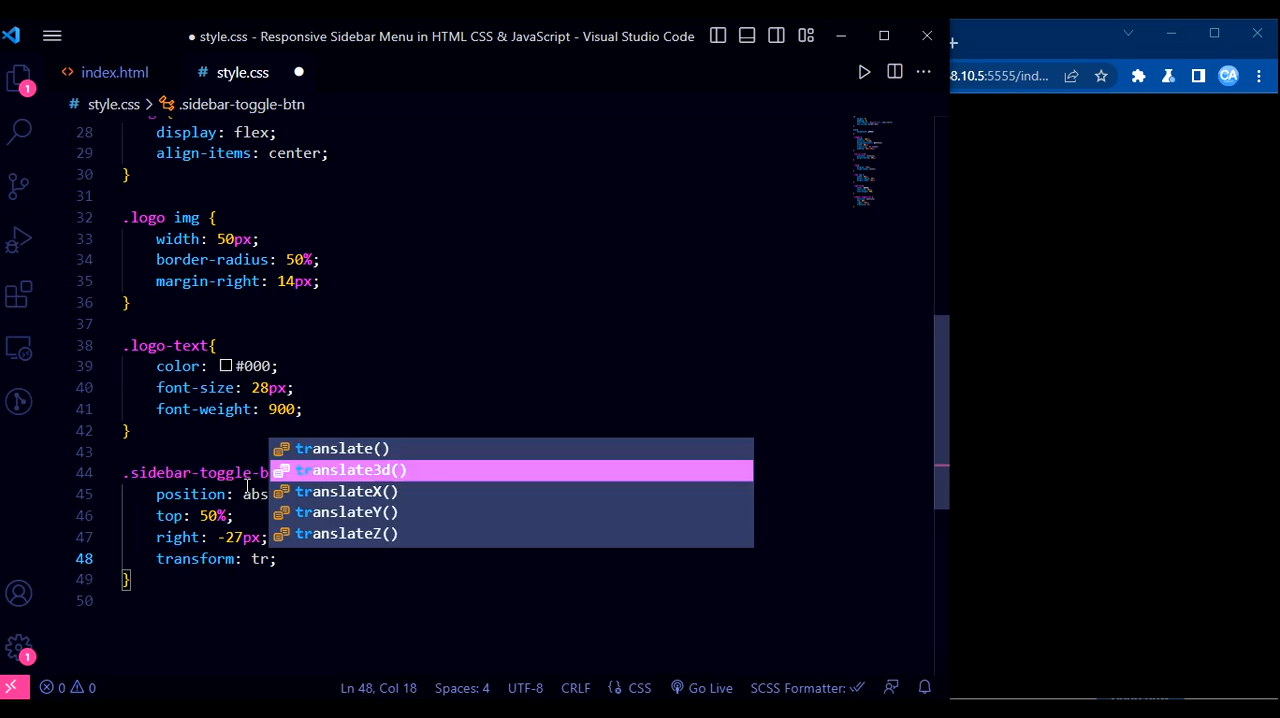 ● style.css - Responsive Sidebar Menu in HTML CSS & JavaScript - Visual Studio Code
<> index.html
# style.css ●
8.10.5:5555/ind...
CA
1
# style.css > .sidebar-toggle-btn
28 display: flex;
29 align-items: center;
30 }
31
32 .logo img {
33 width: 50px;
34 border-radius: 50%;
35 margin-right: 14px;
36 }
37
38 .logo-text{
39 color: #000;
40 font-size: 28px;
41 font-weight: 900;
42 }
43
44 .sidebar-toggle-b
45 position: abs
46 top: 50%;
47 right: -27px;
48 transform: tr;
49 }
50
translate()
translate3d()
translateX()
translateY()
translateZ()
1
0 0
Ln 48, Col 18
Spaces: 4
UTF-8
CRLF
{} CSS
Go Live
SCSS Formatter: